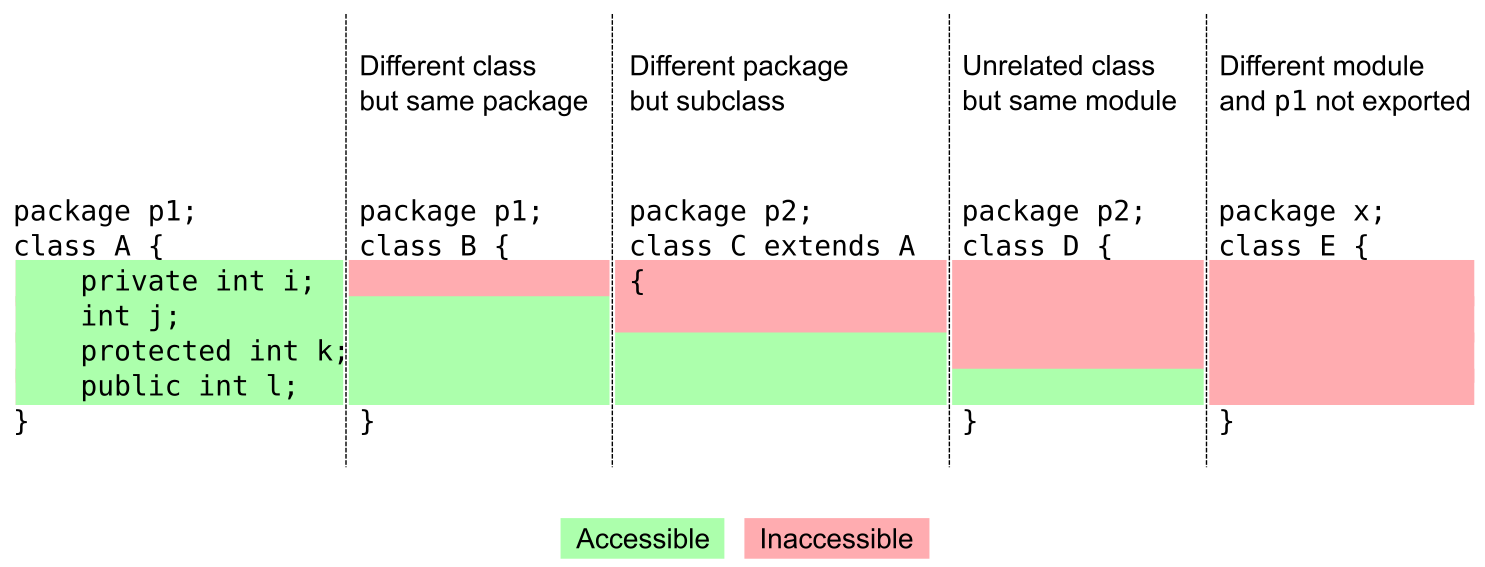 Different class
but same package
Different package
but subclass
Unrelated class
but same module
Different module
and p1 not exported
package p1;
class A {
    private int i;
    int j;
    protected int k;
    public int l;
}
package p1;
class B {
}
package p2;
class C extends A
{
package p2;
class D {
}
package x;
class E {
}
Accessible
Inaccessible